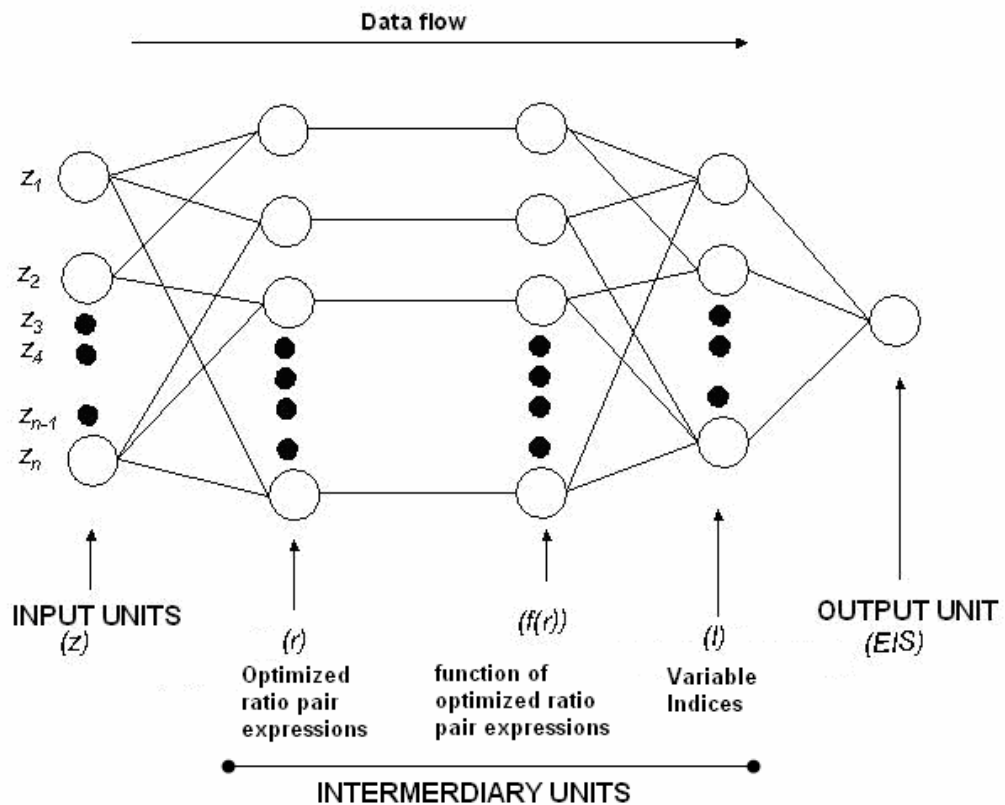 Data flow
z1
z2
z3
z4
zn-1
zn
INPUT UNITS
(z)
(r)
(f(r))
(I)
OUTPUT UNIT
(EIS)
Optimized
ratio pair
expressions
function of
optimized ratio
pair expressions
Variable
Indices
INTERMERDIARY UNITS